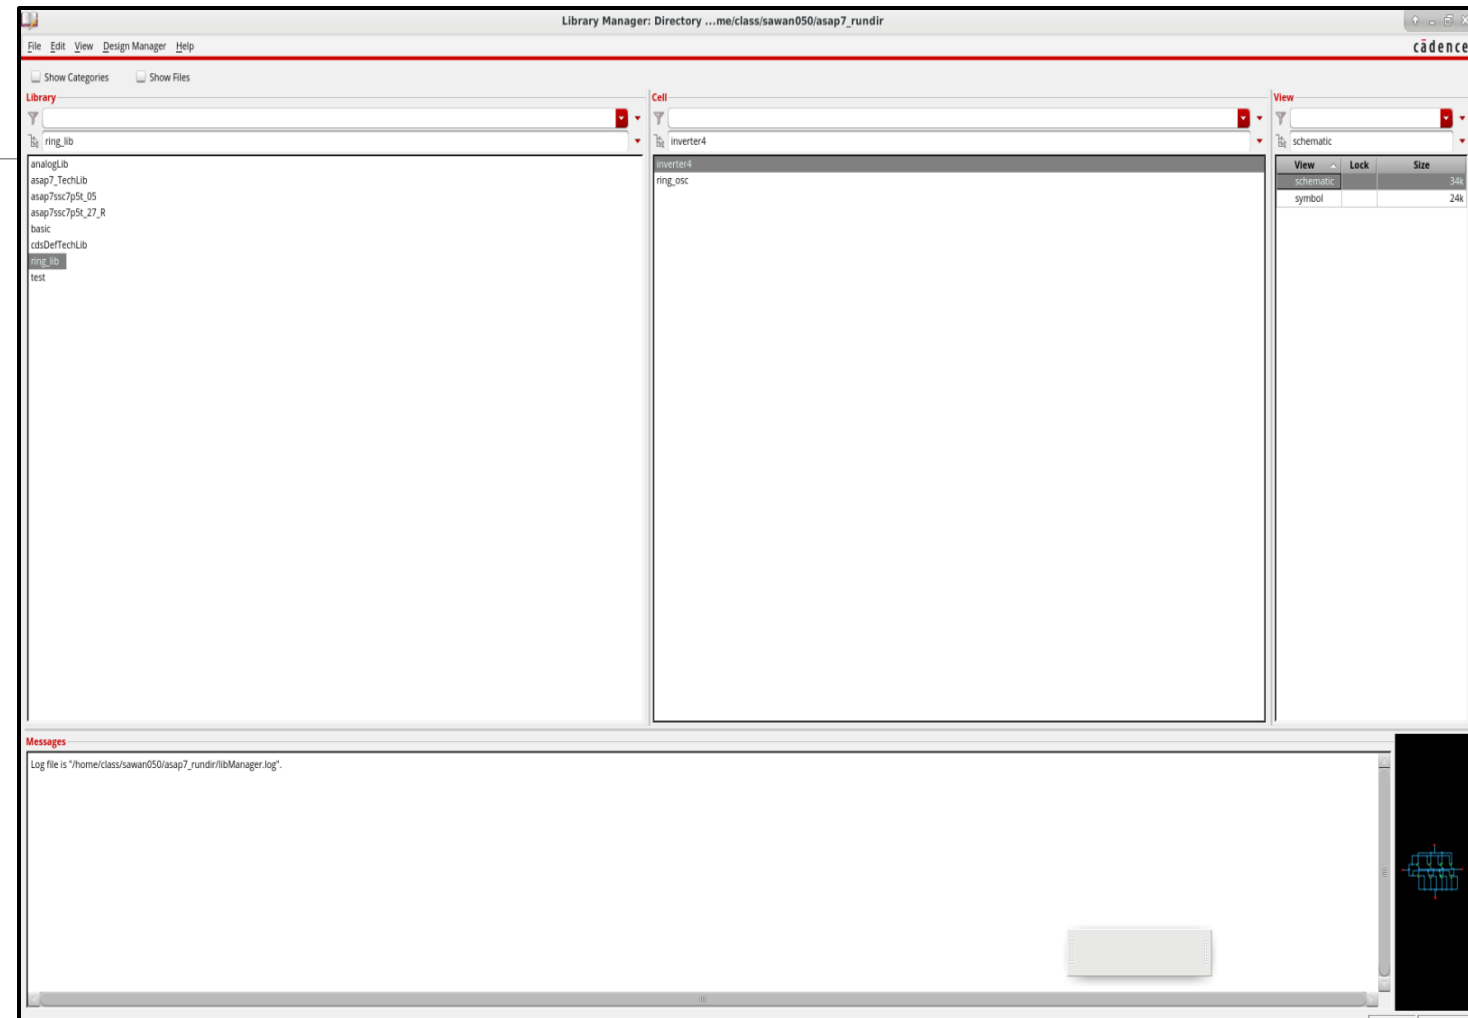 Library Manager: Directory ...me/class/sawan050/asap7_rundir
File Edit View Design Manager Help
cādence
Show Categories Show Files
Library
Cell
View
ring_lib
inverter4
schematic
analogLib
asap7_TechLib
asap7ssc7p5t_05
asap7ssc7p5t_27_R
basic
cdsDefTechLib
ring_lib
test
inverter4
ring_osc
View Lock Size
schematic 34k
symbol 24k
Messages
Log file is "/home/class/sawan050/asap7_rundir/libManager.log".